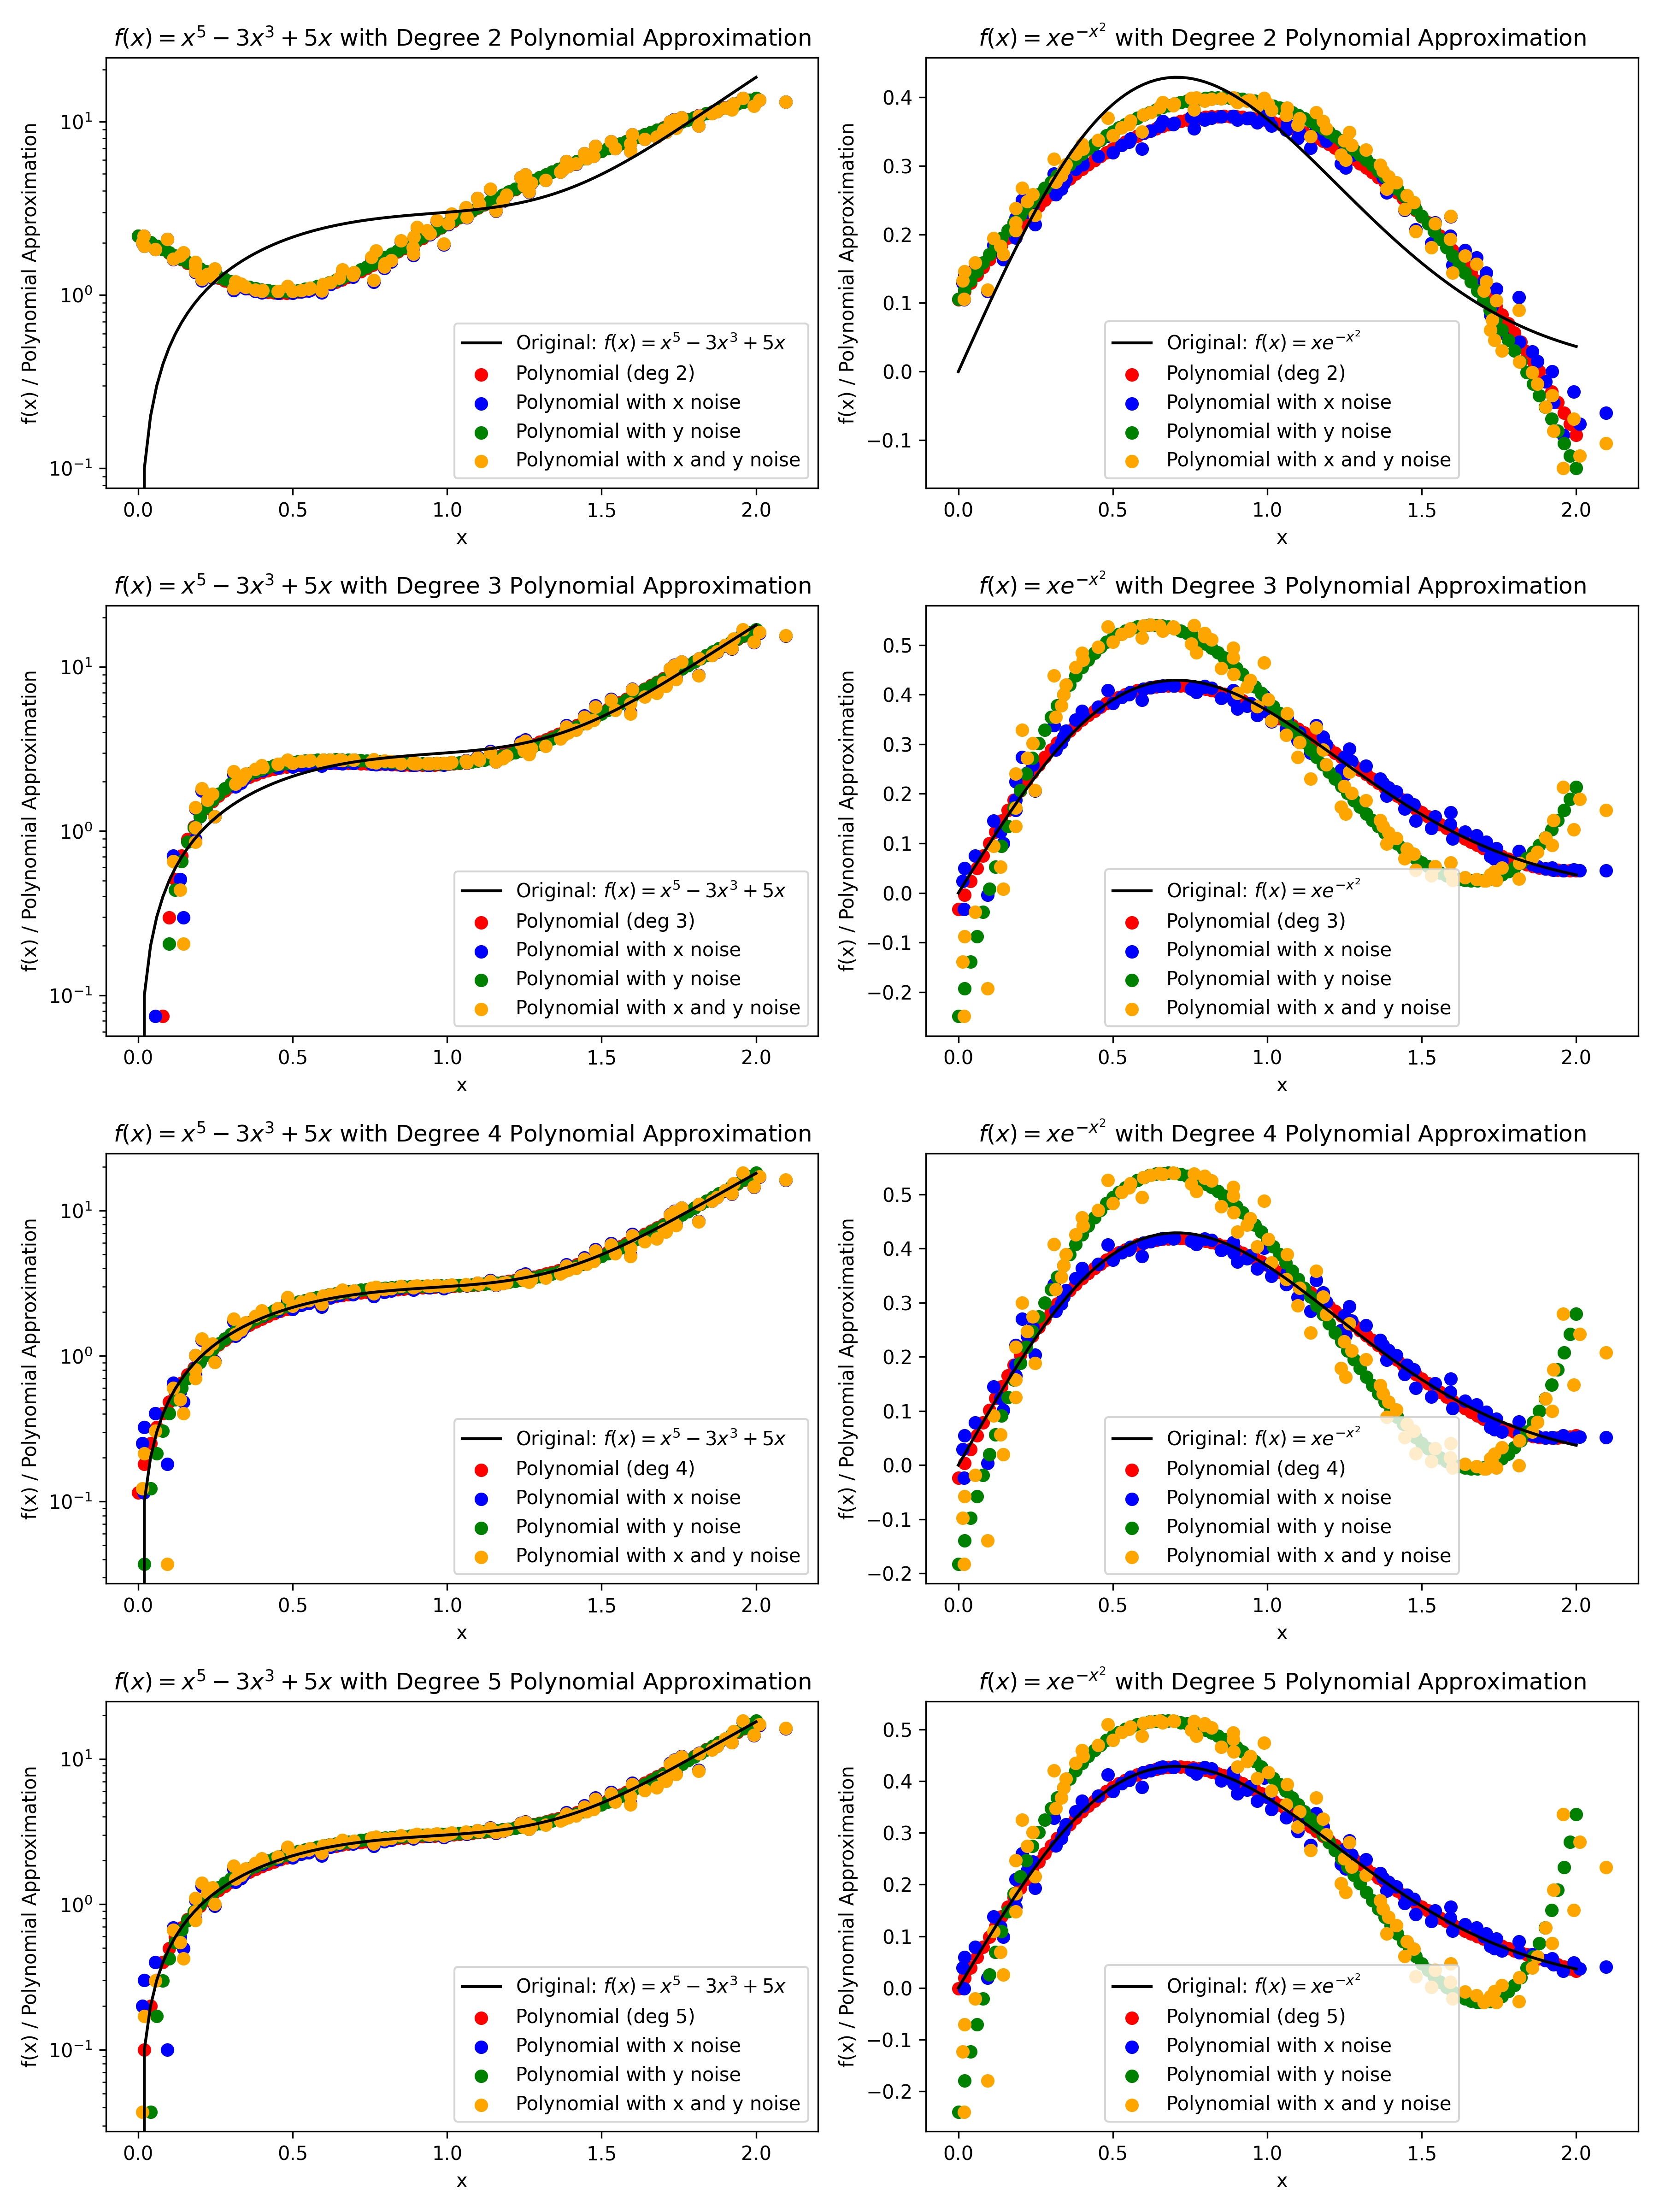 f(x) = x⁵ − 3x³ + 5x with Degree 2 Polynomial Approximation
f(x) / Polynomial Approximation
10¹
10⁰
10⁻¹
Original: f(x) = x⁵ − 3x³ + 5x
Polynomial (deg 2)
Polynomial with x noise
Polynomial with y noise
Polynomial with x and y noise
0.0 0.5 1.0 1.5 2.0
x
f(x) = xe^{−x²} with Degree 2 Polynomial Approximation
f(x) / Polynomial Approximation
0.4
0.3
0.2
0.1
0.0
−0.1
Original: f(x) = xe^{−x²}
Polynomial (deg 2)
Polynomial with x noise
Polynomial with y noise
Polynomial with x and y noise
0.0 0.5 1.0 1.5 2.0
x
f(x) = x⁵ − 3x³ + 5x with Degree 3 Polynomial Approximation
f(x) / Polynomial Approximation
10¹
10⁰
10⁻¹
Original: f(x) = x⁵ − 3x³ + 5x
Polynomial (deg 3)
Polynomial with x noise
Polynomial with y noise
Polynomial with x and y noise
0.0 0.5 1.0 1.5 2.0
x
f(x) = xe^{−x²} with Degree 3 Polynomial Approximation
f(x) / Polynomial Approximation
0.5
0.4
0.3
0.2
0.1
0.0
−0.1
−0.2
Original: f(x) = xe^{−x²}
Polynomial (deg 3)
Polynomial with x noise
Polynomial with y noise
Polynomial with x and y noise
0.0 0.5 1.0 1.5 2.0
x
f(x) = x⁵ − 3x³ + 5x with Degree 4 Polynomial Approximation
f(x) / Polynomial Approximation
10¹
10⁰
10⁻¹
Original: f(x) = x⁵ − 3x³ + 5x
Polynomial (deg 4)
Polynomial with x noise
Polynomial with y noise
Polynomial with x and y noise
0.0 0.5 1.0 1.5 2.0
x
f(x) = xe^{−x²} with Degree 4 Polynomial Approximation
f(x) / Polynomial Approximation
0.5
0.4
0.3
0.2
0.1
0.0
−0.1
−0.2
Original: f(x) = xe^{−x²}
Polynomial (deg 4)
Polynomial with x noise
Polynomial with y noise
Polynomial with x and y noise
0.0 0.5 1.0 1.5 2.0
x
f(x) = x⁵ − 3x³ + 5x with Degree 5 Polynomial Approximation
f(x) / Polynomial Approximation
10¹
10⁰
10⁻¹
Original: f(x) = x⁵ − 3x³ + 5x
Polynomial (deg 5)
Polynomial with x noise
Polynomial with y noise
Polynomial with x and y noise
0.0 0.5 1.0 1.5 2.0
x
f(x) = xe^{−x²} with Degree 5 Polynomial Approximation
f(x) / Polynomial Approximation
0.5
0.4
0.3
0.2
0.1
0.0
−0.1
−0.2
Original: f(x) = xe^{−x²}
Polynomial (deg 5)
Polynomial with x noise
Polynomial with y noise
Polynomial with x and y noise
0.0 0.5 1.0 1.5 2.0
x